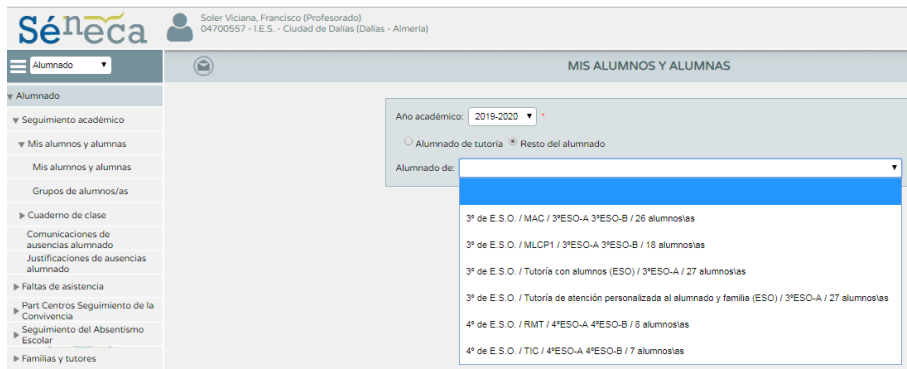 Séneca
Soler Viciana, Francisco (Profesorado)
04700557 - I.E.S. - Ciudad de Dalías (Dalías - Almería)
Alumnado
MIS ALUMNOS Y ALUMNAS
Alumnado
Seguimiento académico
Mis alumnos y alumnas
Mis alumnos y alumnas
Grupos de alumnos/as
Cuaderno de clase
Comunicaciones de
ausencias alumnado
Justificaciones de ausencias
alumnado
Faltas de asistencia
Part Centros Seguimiento de la
Convivencia
Seguimiento del Absentismo
Escolar
Familias y tutores
Año académico: 2019-2020 *
Alumnado de tutoría Resto del alumnado
Alumnado de:
3º de E.S.O. / MAC / 3ºESO-A 3ºESO-B / 26 alumnos\as
3º de E.S.O. / MLCP1 / 3ºESO-A 3ºESO-B / 18 alumnos\as
3º de E.S.O. / Tutoría con alumnos (ESO) / 3ºESO-A / 27 alumnos\as
3º de E.S.O. / Tutoría de atención personalizada al alumnado y familia (ESO) / 3ºESO-A / 27 alumnos\as
4º de E.S.O. / RMT / 4ºESO-A 4ºESO-B / 8 alumnos\as
4º de E.S.O. / TIC / 4ºESO-A 4ºESO-B / 7 alumnos\as